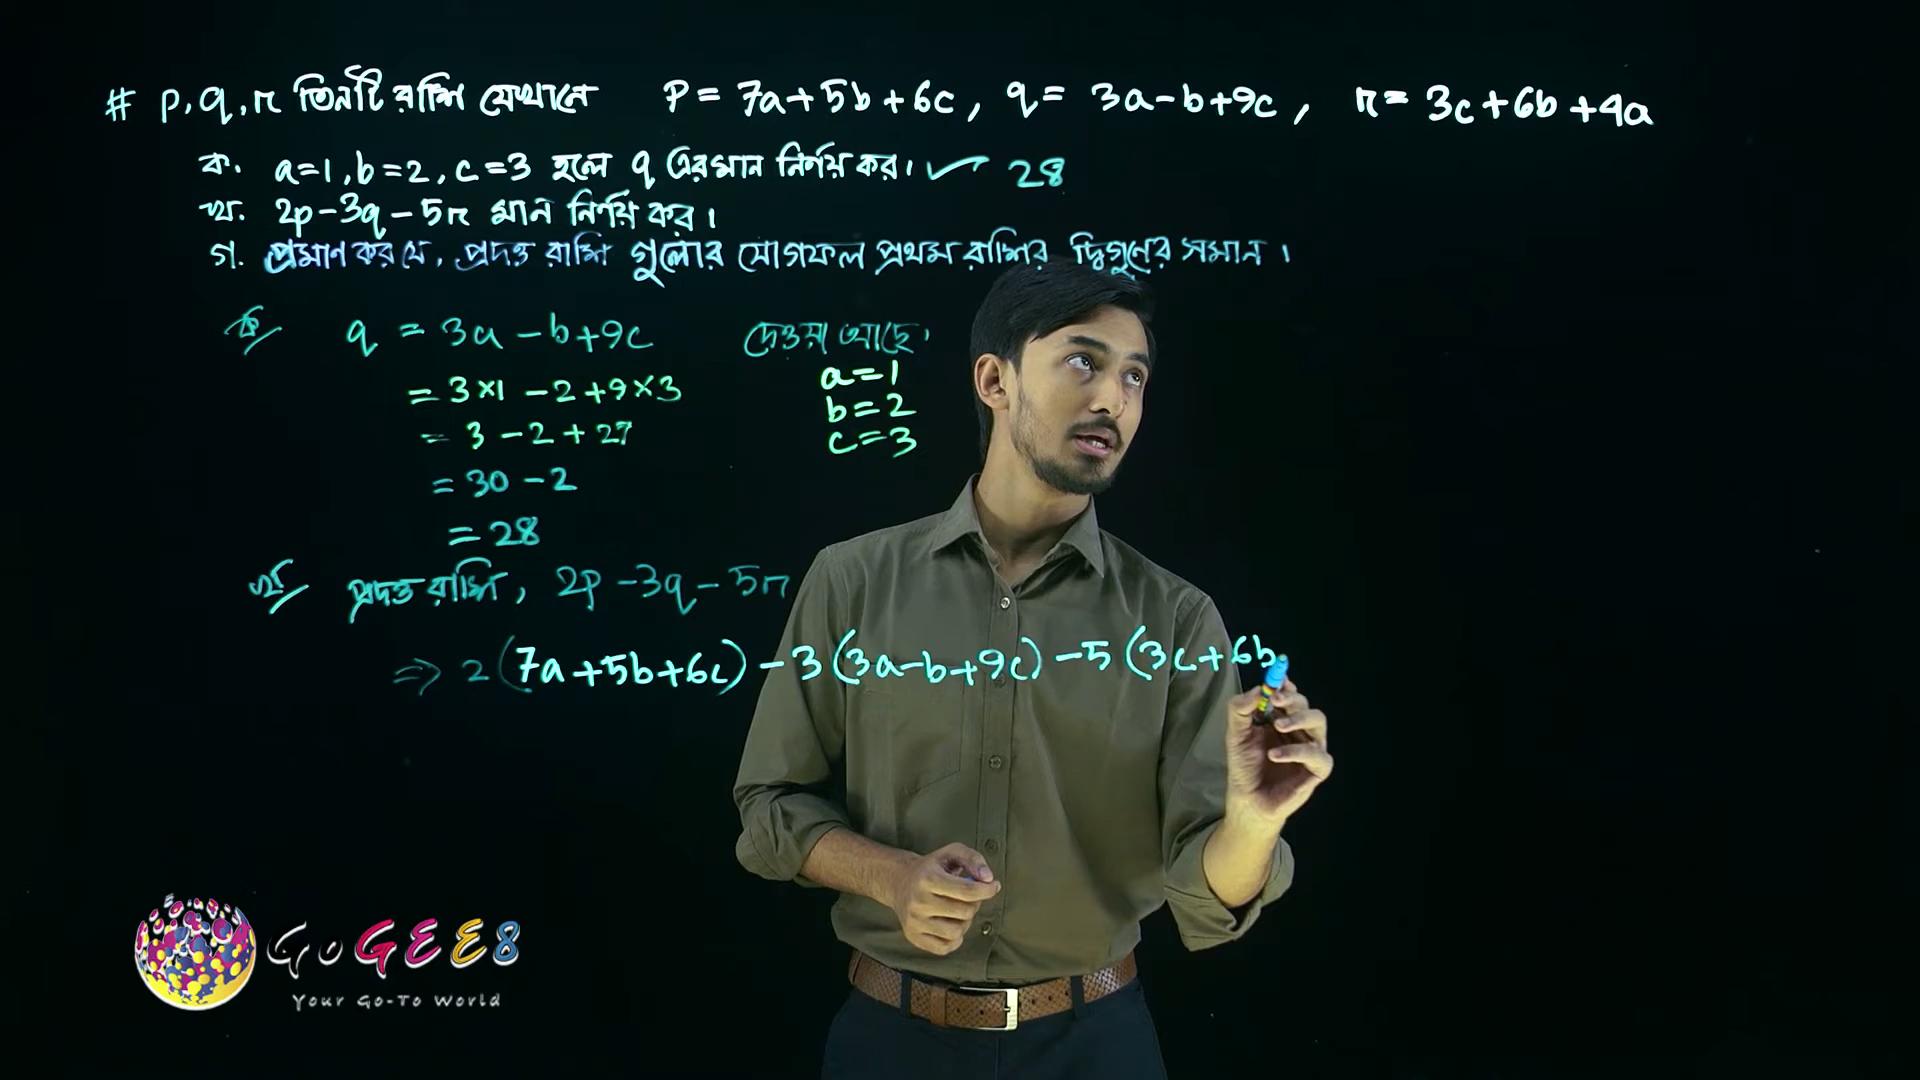 # p, q, r তিনটি রাশি যেখানে P = 7a+5b+6c, q = 3a-b+9c, r = 3c+6b+4a
ক. a=1, b=2, c=3 হলে q এর মান নির্ণয় কর। ✓ 28
খ. 2p-3q-5r মান নির্ণয় কর।
গ. প্রমান কর যে, প্রদত্ত রাশি গুলোর যোগফল প্রথম রাশির দ্বিগুনের সমান।
ক q = 3a - b+9c দেওয়া আছে,
= 3×1 -2+9×3 a=1
= 3 -2+27 b=2
= 30 -2 c=3
= 28
খ প্রদত্ত রাশি, 2p -3q - 5r
⇒ 2(7a+5b+6c) -3(3a-b+9c) -5(3c+6b
GoGEE8
Your Go-To World